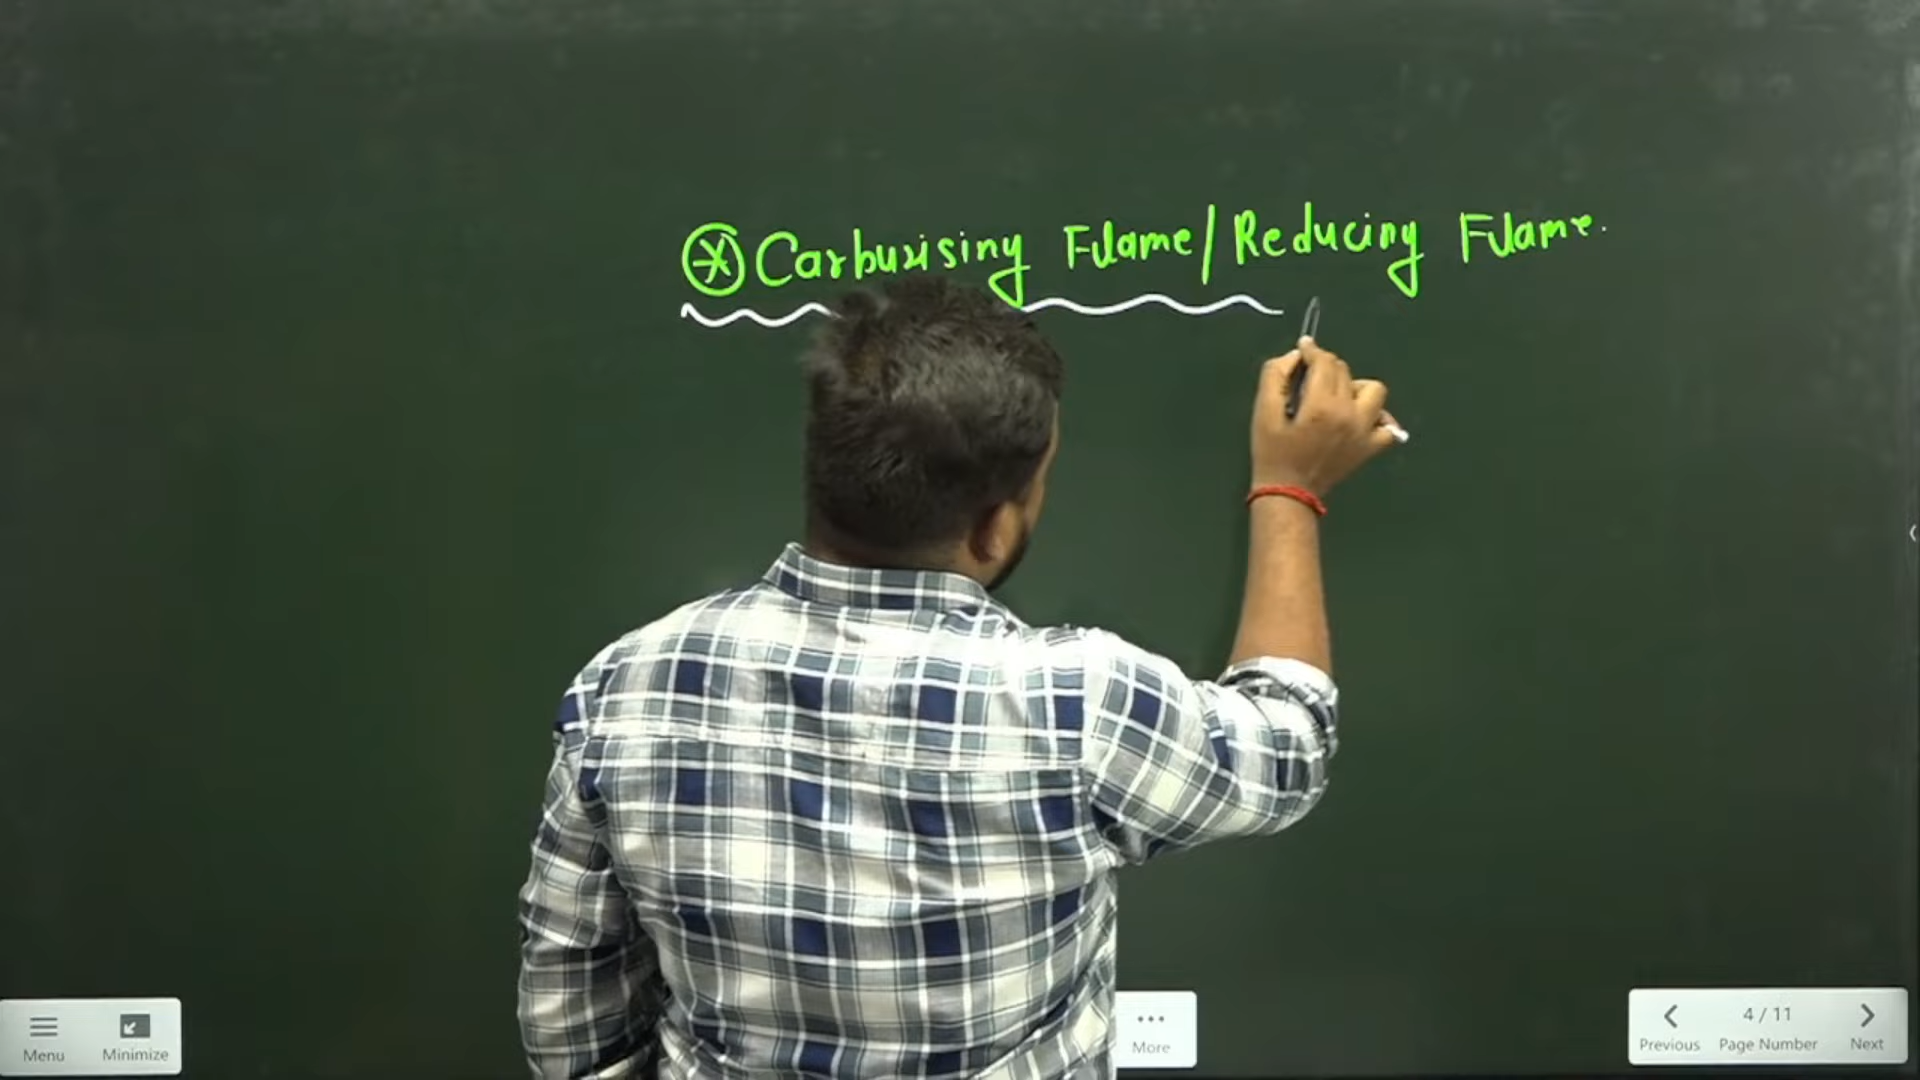 Carburising Flame/Reducing Flame.
Menu
Minimize
More
Previous
4 / 11
Page Number
Next